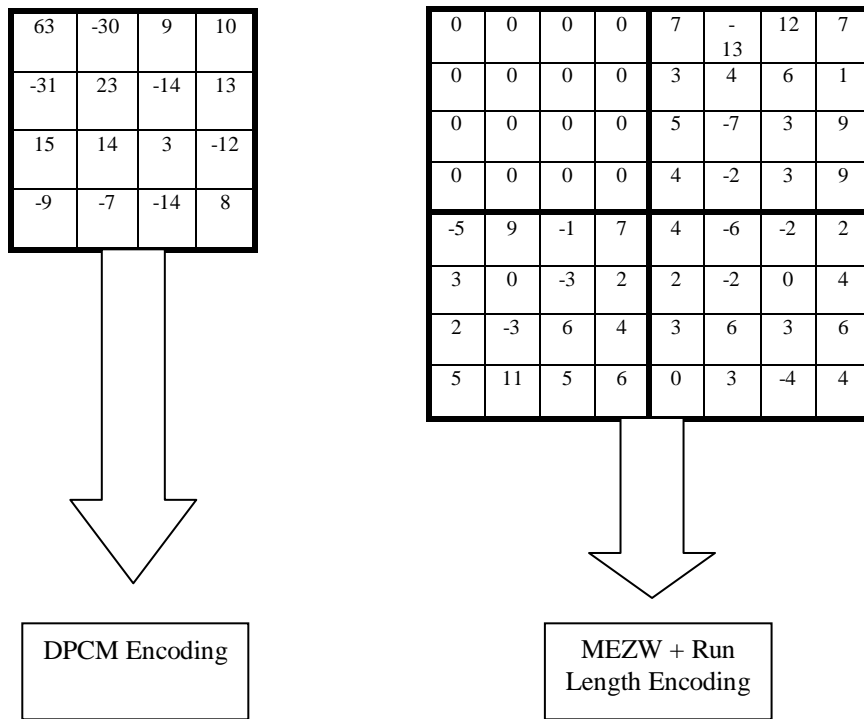 63 -30 9 10
-31 23 -14 13
15 14 3 -12
-9 -7 -14 8
0 0 0 0 7 -
13 12 7
0 0 0 0 3 4 6 1
0 0 0 0 5 -7 3 9
0 0 0 0 4 -2 3 9
-5 9 -1 7 4 -6 -2 2
3 0 -3 2 2 -2 0 4
2 -3 6 4 3 6 3 6
5 11 5 6 0 3 -4 4
DPCM Encoding
MEZW + Run
Length Encoding